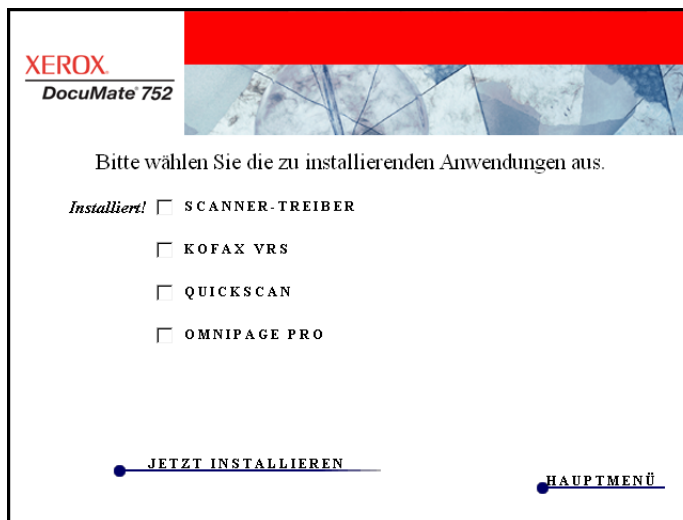 XEROX.
DocuMate® 752
Bitte wählen Sie die zu installierenden Anwendungen aus.
Installiert! SCANNER-TREIBER
KOFAX VRS
QUICKSCAN
OMNIPAGE PRO
JETZT INSTALLIEREN
HAUPTMENÜ